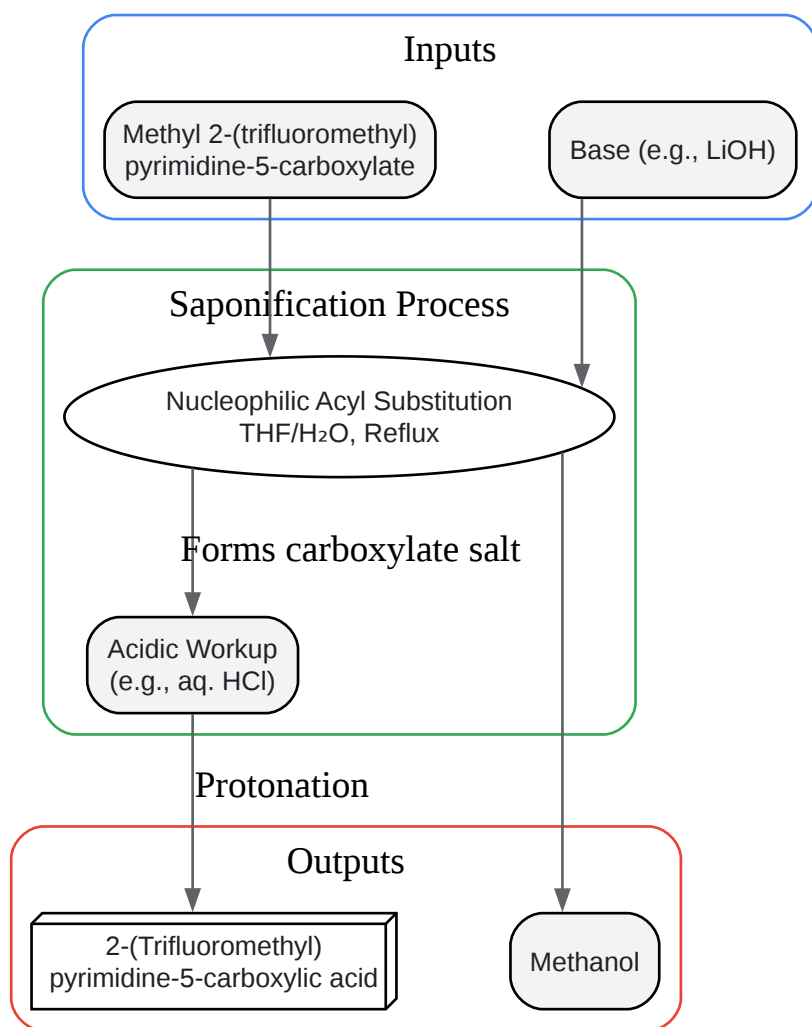 Inputs
Methyl 2-(trifluoromethyl)
pyrimidine-5-carboxylate
Base (e.g., LiOH)
Saponification Process
Nucleophilic Acyl Substitution
THF/H₂O, Reflux
Forms carboxylate salt
Acidic Workup
(e.g., aq. HCl)
Protonation
Outputs
2-(Trifluoromethyl)
pyrimidine-5-carboxylic acid
Methanol